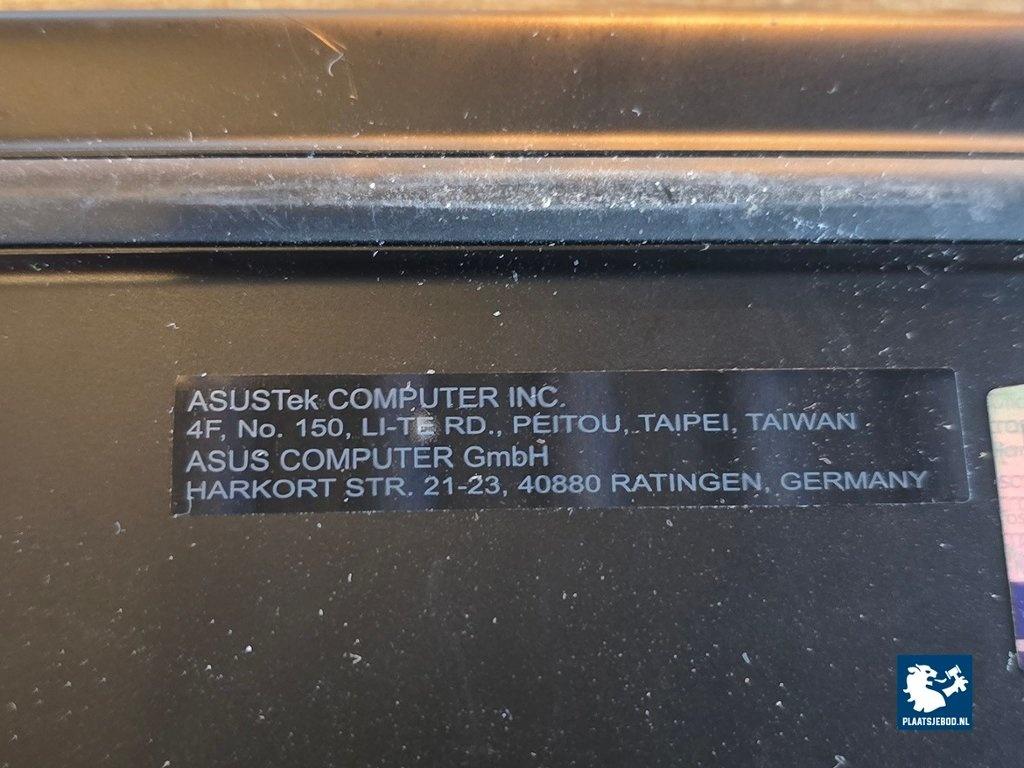 ASUSTek COMPUTER INC.
4F, No. 150, LI-TE RD., PEITOU, TAIPEI, TAIWAN
ASUS COMPUTER GmbH
HARKORT STR. 21-23, 40880 RATINGEN, GERMANY
PLAATSJEBOD.NL